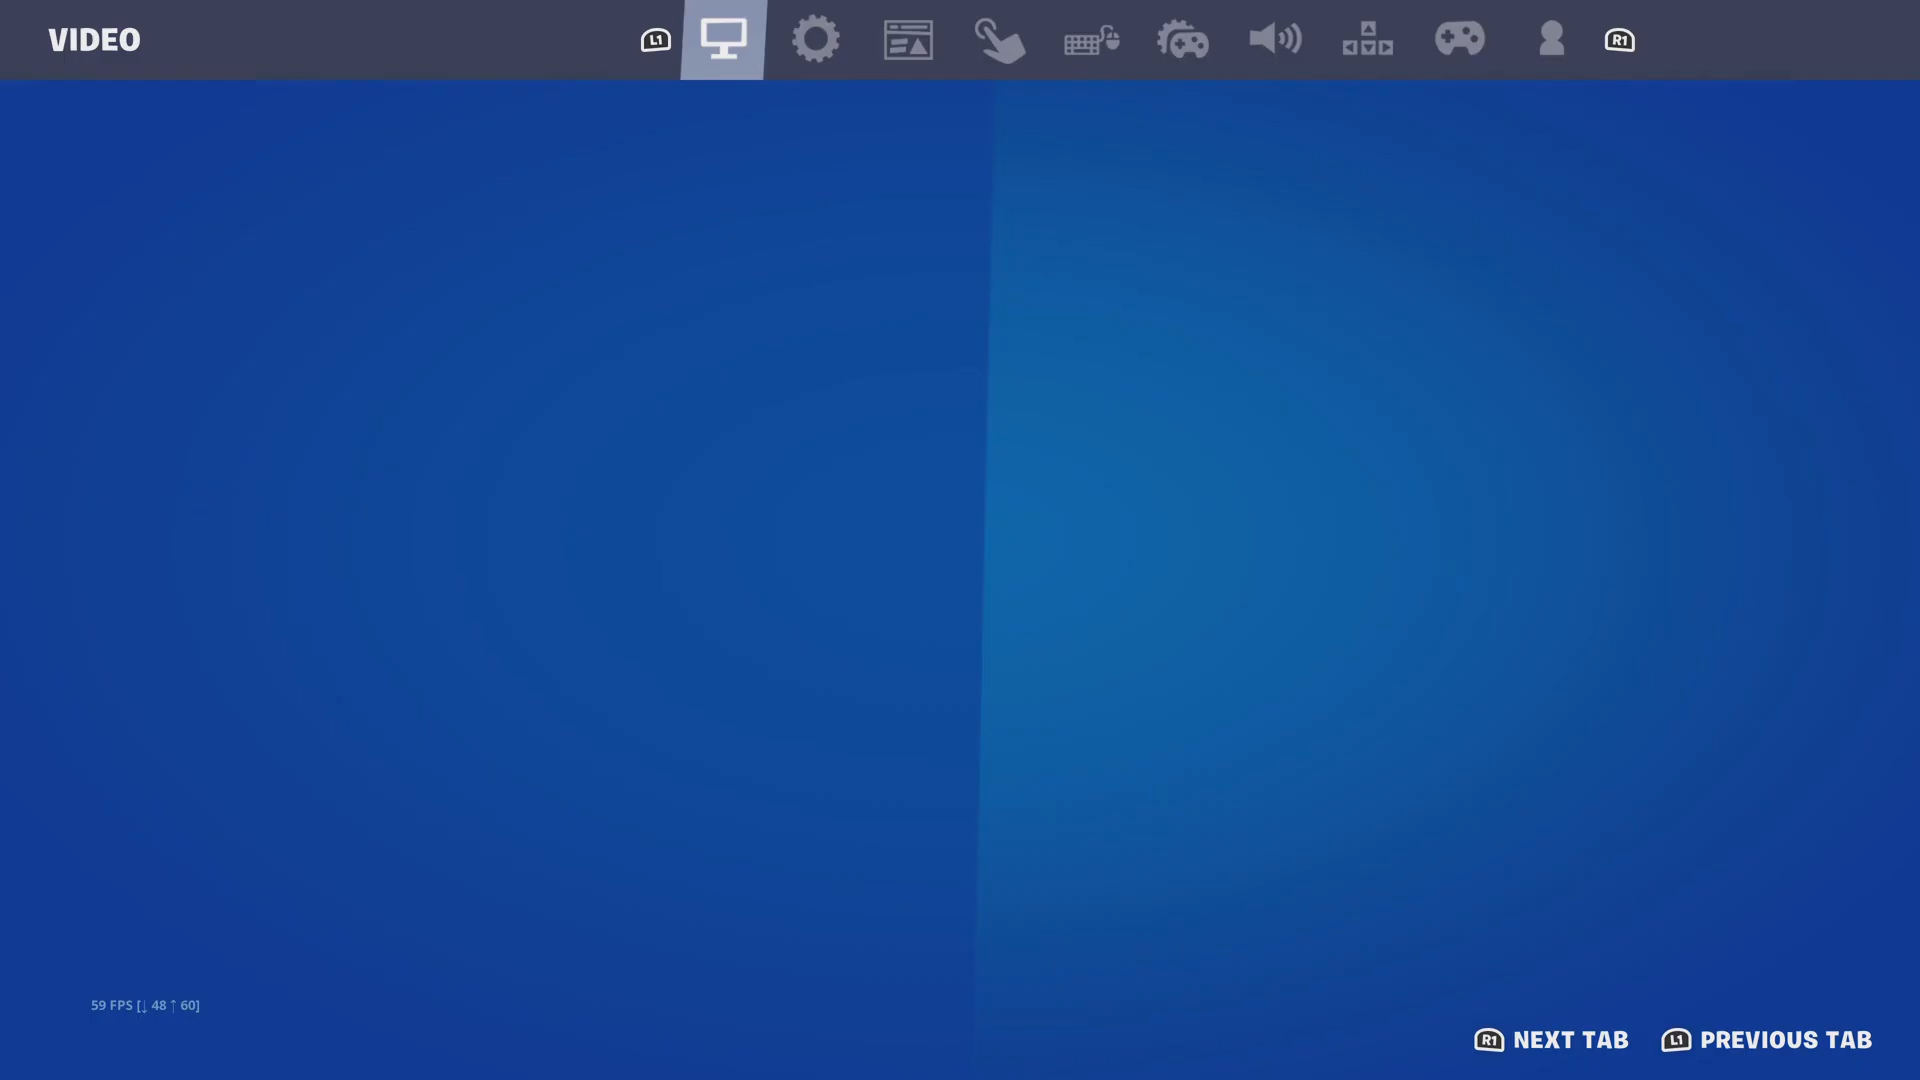 VIDEO
L1
R1
59 FPS [↓ 48 ↑ 60]
R1 NEXT TAB L1 PREVIOUS TAB